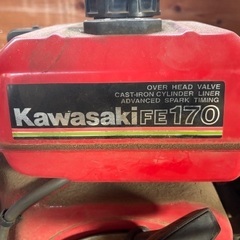 OVER HEAD VALVE
CAST-IRON CYLINDER LINER
ADVANCED SPARK TIMING
Kawasaki FE170